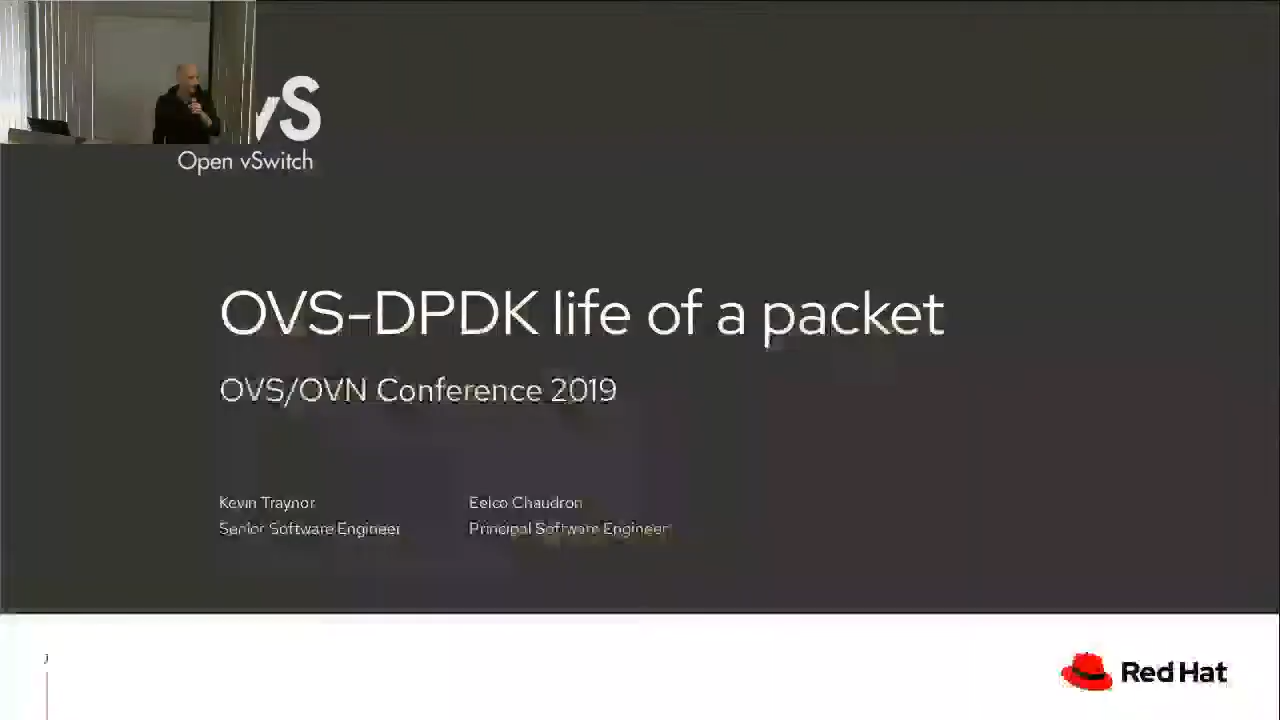 vS
Open vSwitch
OVS-DPDK life of a packet
OVS/OVN Conference 2019
Kevin Traynor
Eelco Chaudron
Senior Software Engineer
Principal Software Engineer
Red Hat